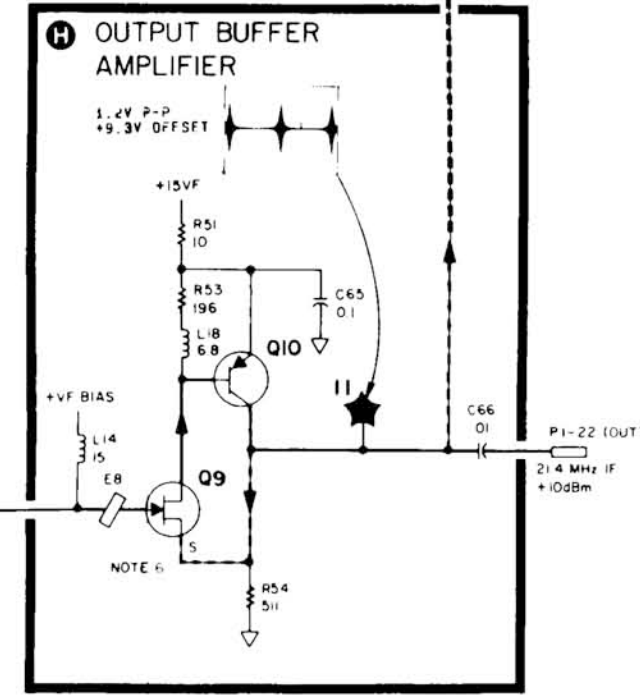 H OUTPUT BUFFER
AMPLIFIER
1.2V P-P
+9.3V OFFSET
+15VF
R51
10
R53
196
L18
6.8
C65
0.1
Q10
11
+VF BIAS
L14
15
E8
Q9
S
NOTE 6
R54
511
C66
.01
P1-22 (OUT
21.4 MHz IF
+10dBm